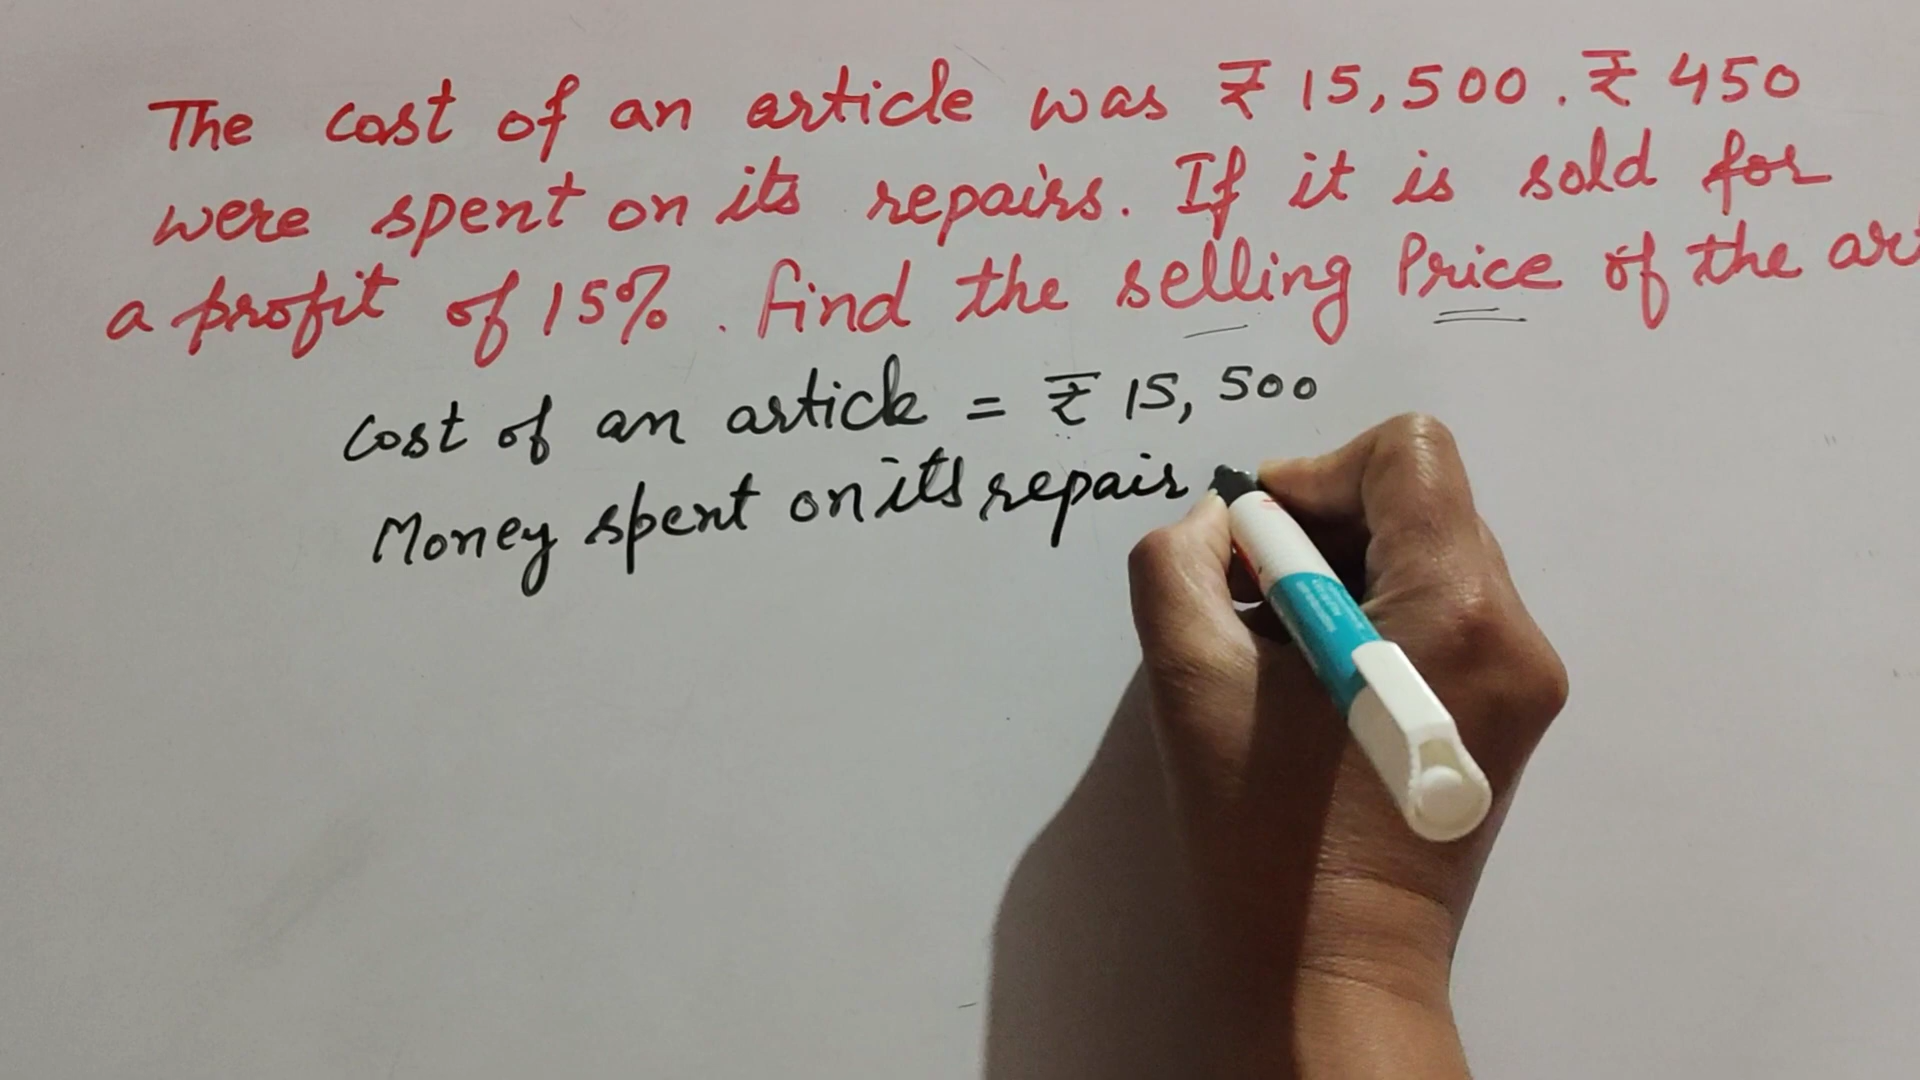 The cost of an article was ₹ 15,500. ₹ 450
were spent on its repairs. If it is sold for
a profit of 15%. find the selling Price of the
cost of an article = ₹ 15,500
Money spent on its repair